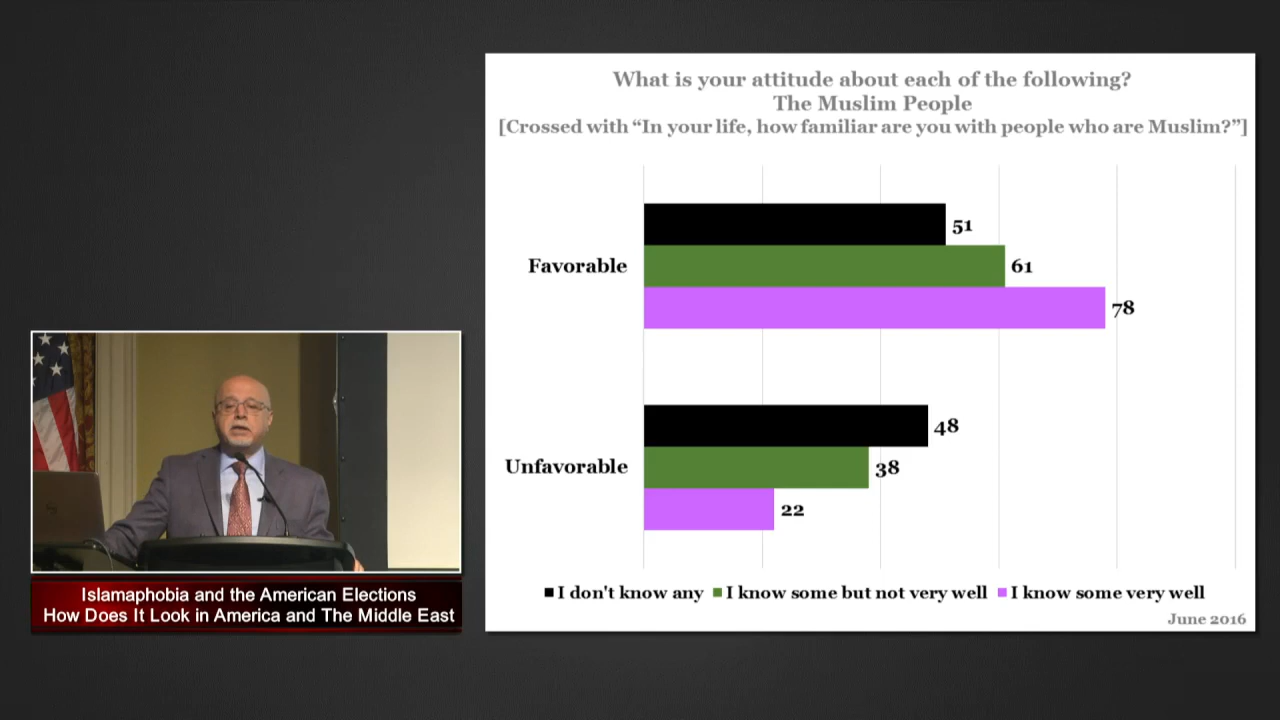 What is your attitude about each of the following?
The Muslim People
[Crossed with “In your life, how familiar are you with people who are Muslim?”]
Favorable
51
61
78
Unfavorable
48
38
22
I don't know any
I know some but not very well
I know some very well
June 2016
Islamaphobia and the American Elections
How Does It Look in America and The Middle East